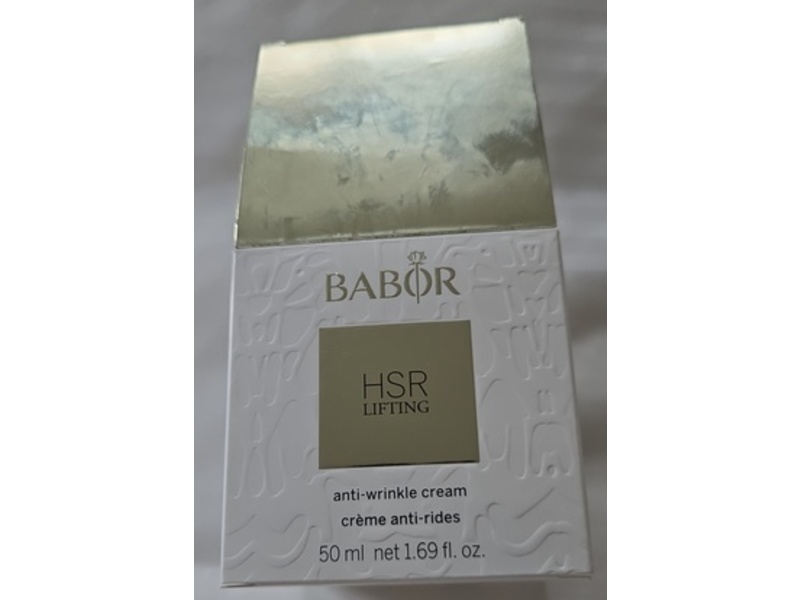 BABOR
HSR
LIFTING
anti-wrinkle cream
crème anti-rides
50 ml net 1.69 fl. oz.